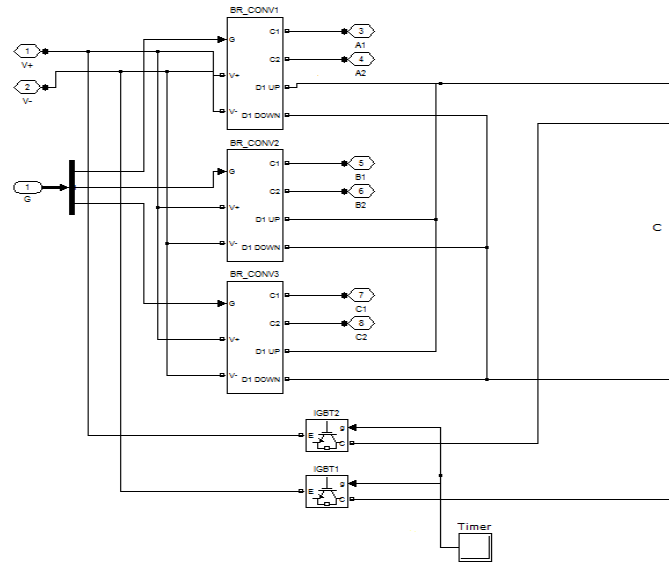 BR_CONV1
G
V+
V-
C1
C2
D1 UP
D1 DOWN
1
V+
2
V-
3
A1
4
A2
BR_CONV2
G
V+
V-
C1
C2
D1 UP
D1 DOWN
1
G
5
B1
6
B2
C
BR_CONV3
G
V+
V-
C1
C2
D1 UP
D1 DOWN
7
C1
8
C2
IGBT2
E
g
C
IGBT1
E
g
C
Timer